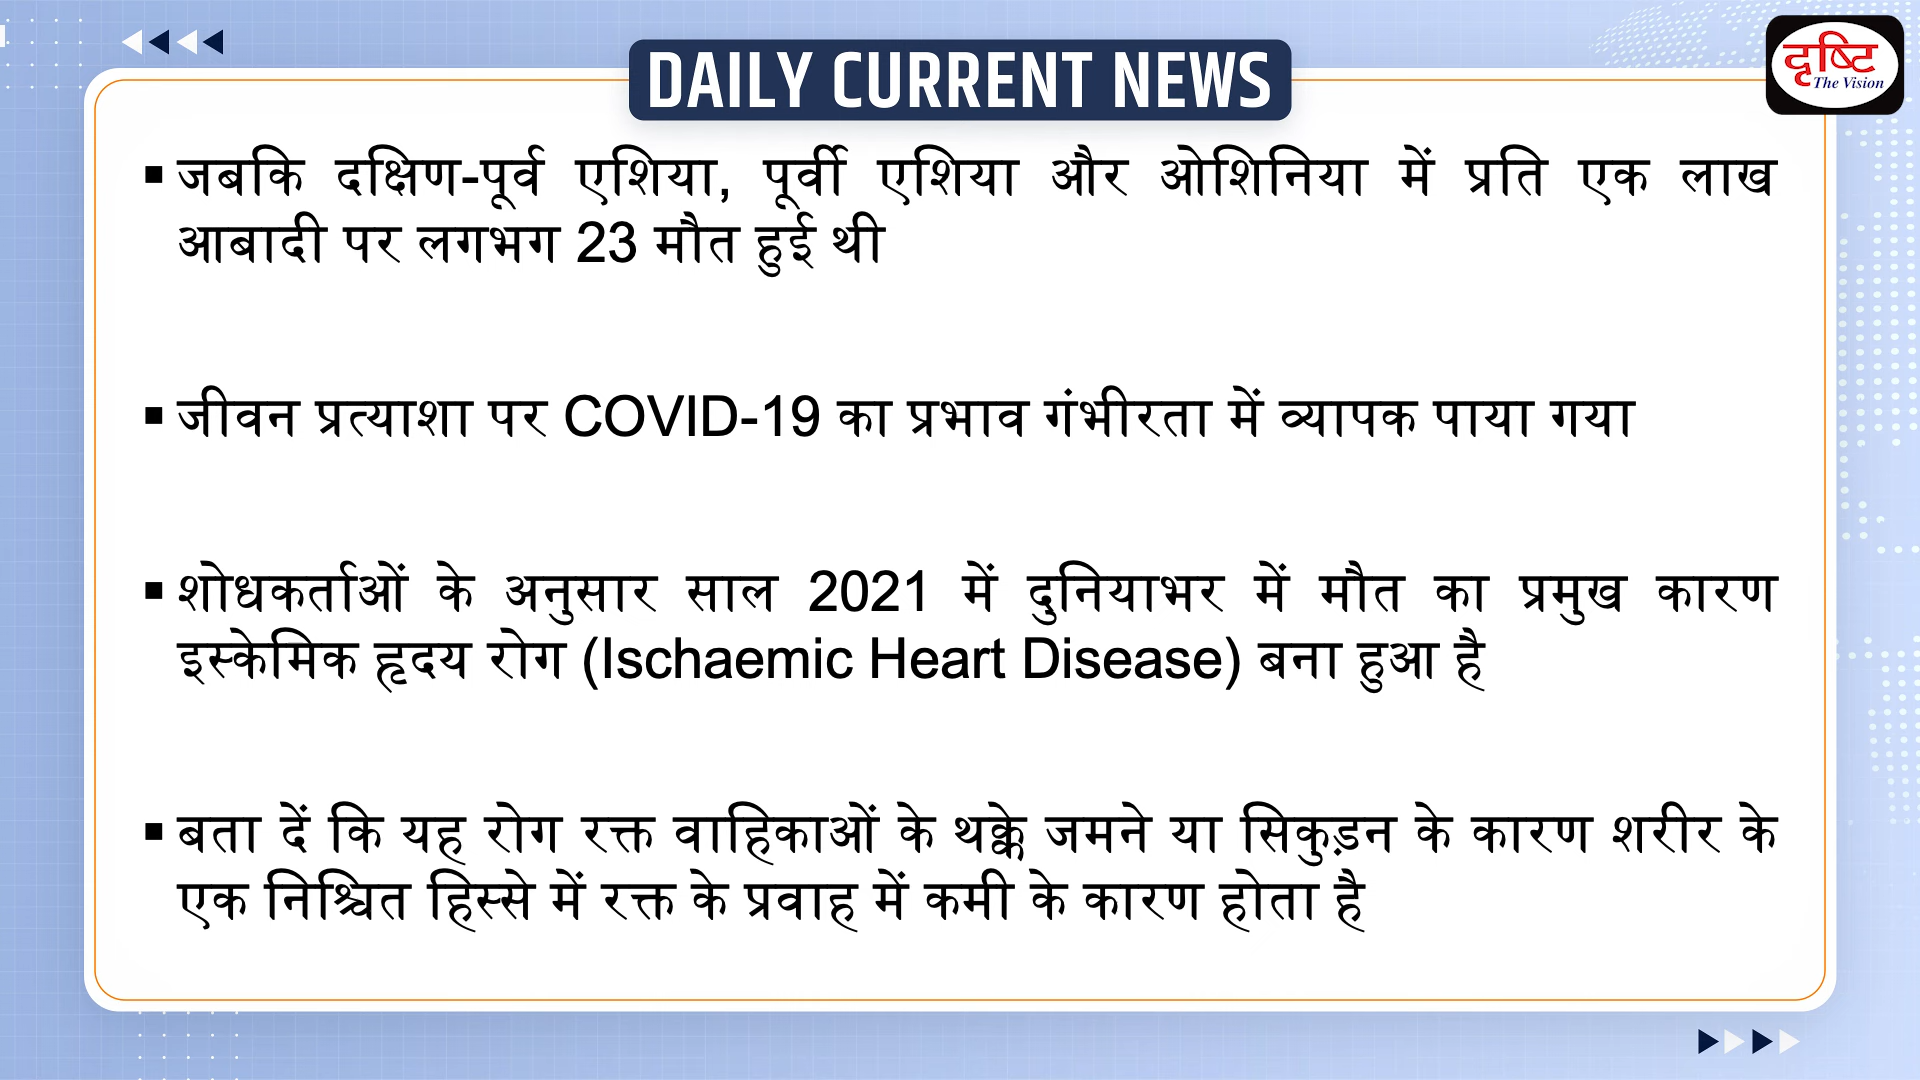 DAILY CURRENT NEWS
दृष्टि
The Vision
▪ जबकि दक्षिण-पूर्व एशिया, पूर्वी एशिया और ओशिनिया में प्रति एक लाख
आबादी पर लगभग 23 मौत हुई थी
▪ जीवन प्रत्याशा पर COVID-19 का प्रभाव गंभीरता में व्यापक पाया गया
▪ शोधकर्ताओं के अनुसार साल 2021 में दुनियाभर में मौत का प्रमुख कारण
इस्केमिक हृदय रोग (Ischaemic Heart Disease) बना हुआ है
▪ बता दें कि यह रोग रक्त वाहिकाओं के थक्के जमने या सिकुड़न के कारण शरीर के
एक निश्चित हिस्से में रक्त के प्रवाह में कमी के कारण होता है